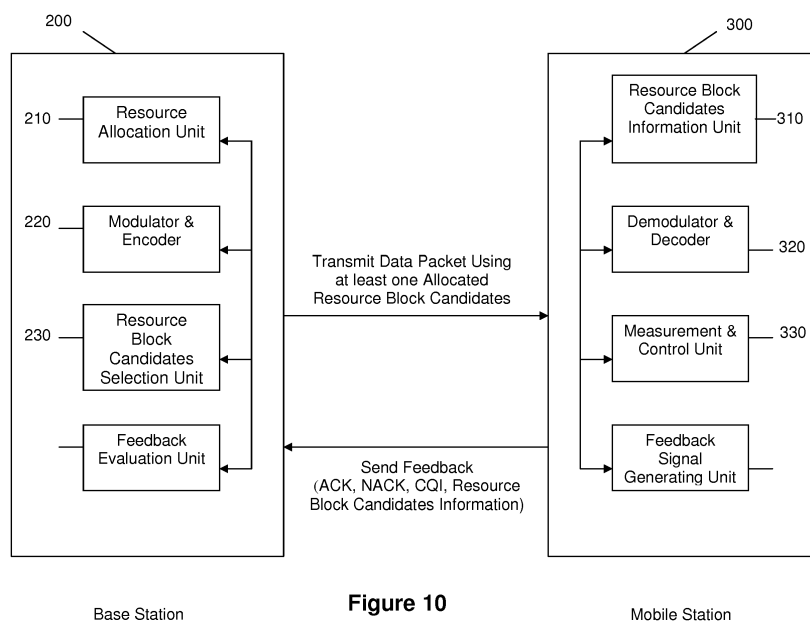 200
300
210
Resource
Allocation Unit
Resource Block
Candidates
Information Unit
310
220
Modulator &
Encoder
Demodulator &
Decoder
320
Transmit Data Packet Using
at least one Allocated
Resource Block Candidates
230
Resource
Block
Candidates
Selection Unit
Measurement &
Control Unit
330
Feedback
Evaluation Unit
Feedback
Signal
Generating Unit
Send Feedback
(ACK, NACK, CQI, Resource
Block Candidates Information)
Figure 10
Base Station
Mobile Station